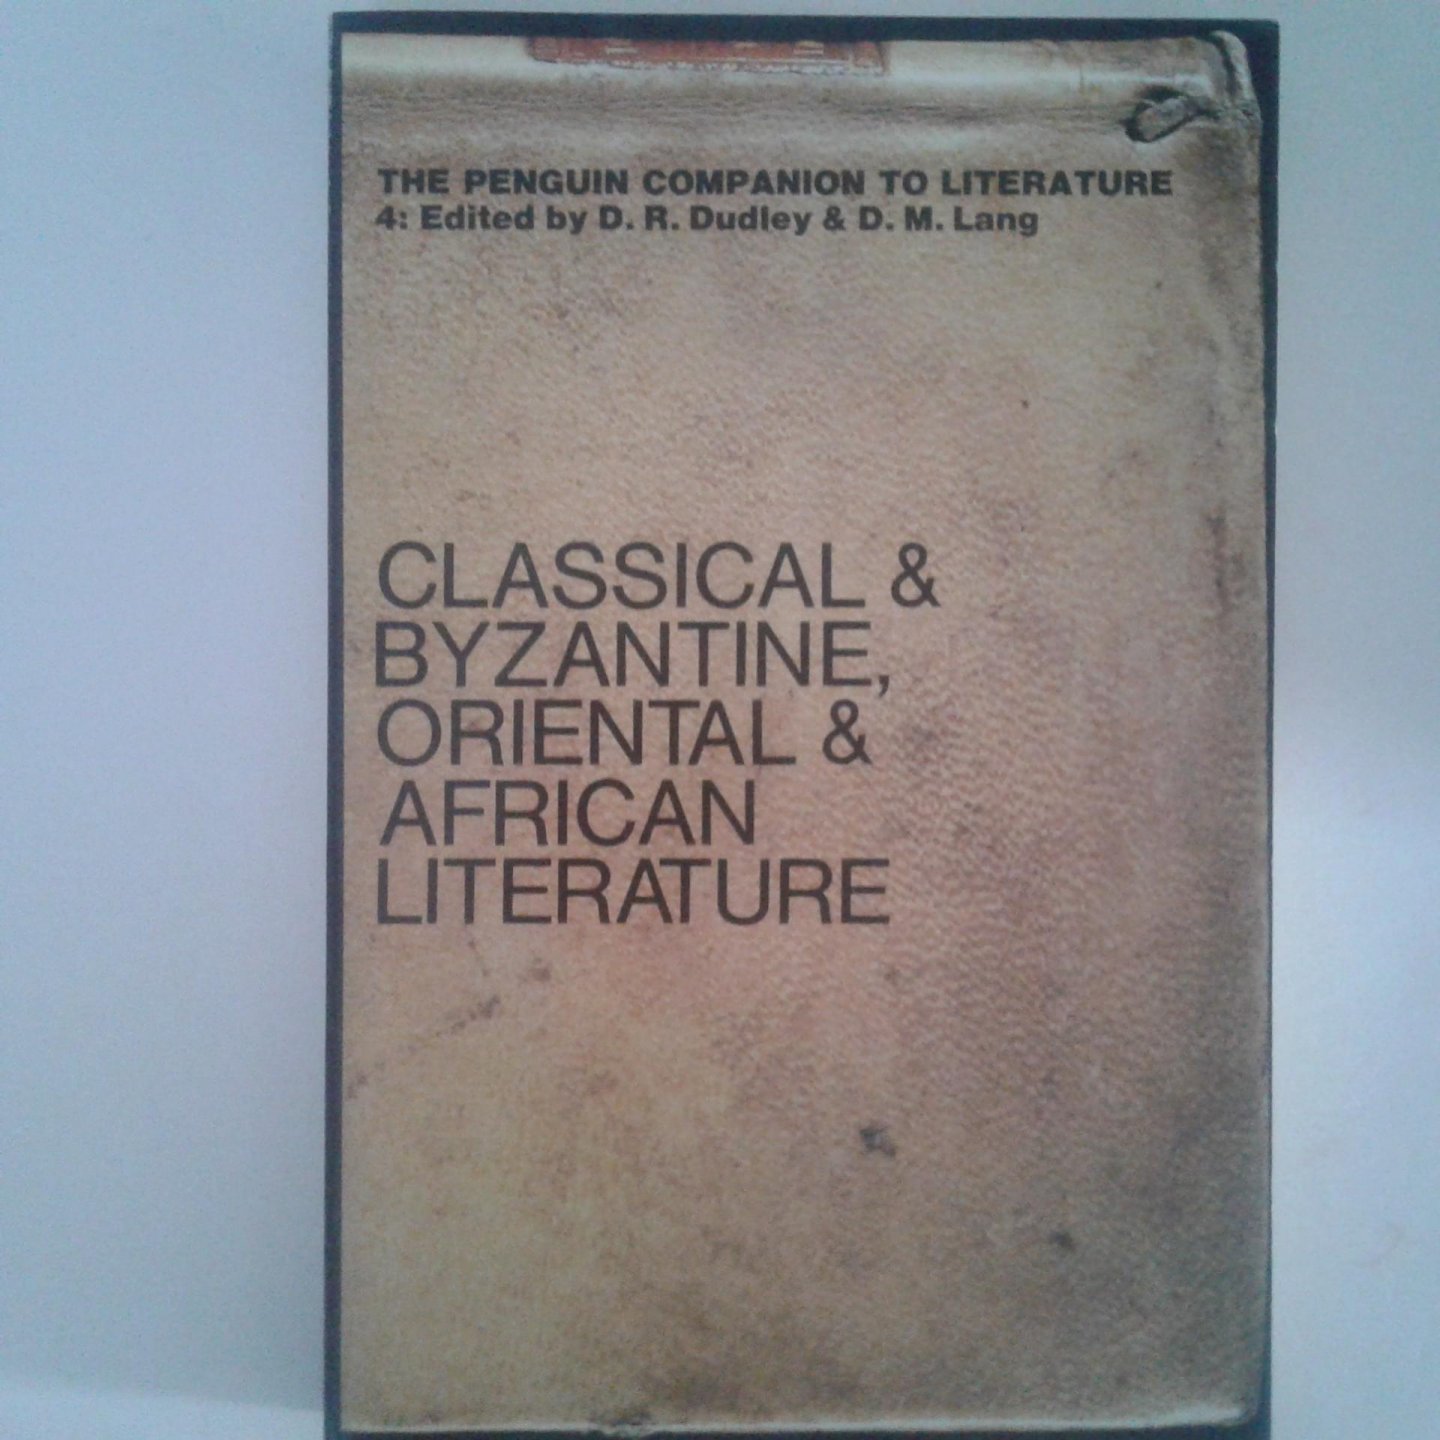 THE PENGUIN COMPANION TO LITERATURE
4: Edited by D. R. Dudley & D. M. Lang
CLASSICAL &
BYZANTINE,
ORIENTAL &
AFRICAN
LITERATURE